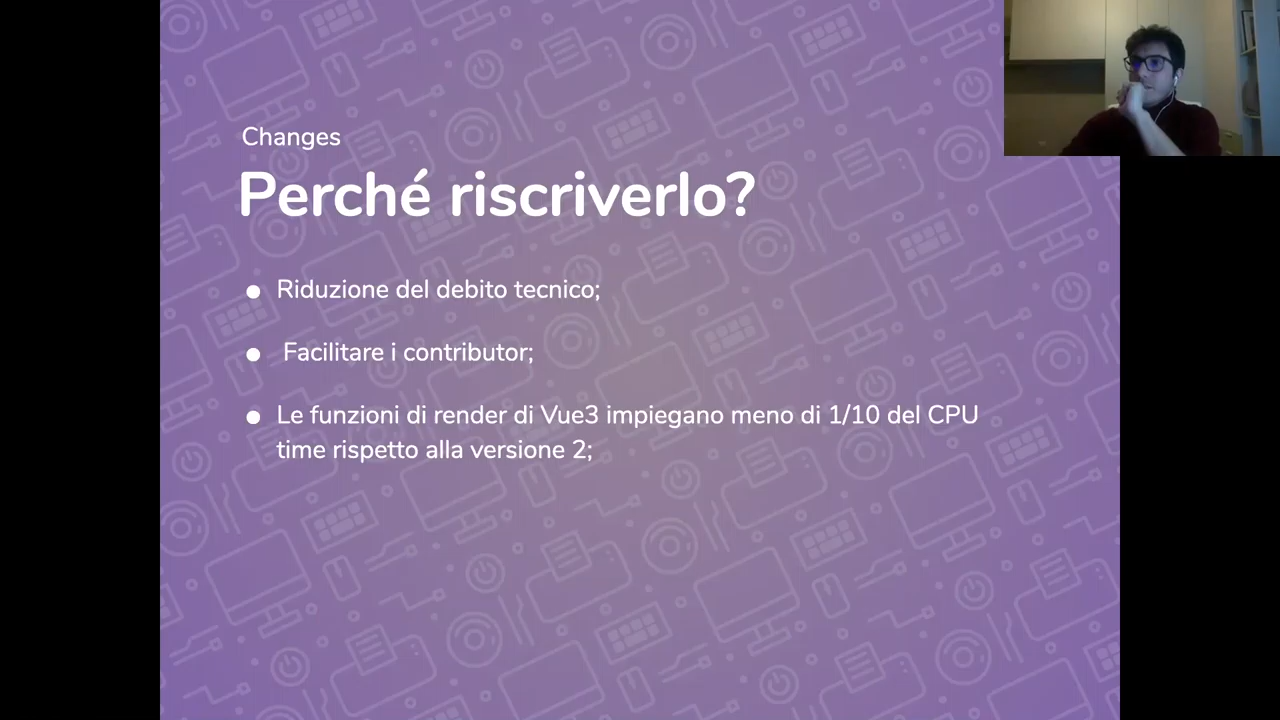 Changes
Perché riscriverlo?
● Riduzione del debito tecnico;
● Facilitare i contributor;
● Le funzioni di render di Vue3 impiegano meno di 1/10 del CPU
time rispetto alla versione 2;